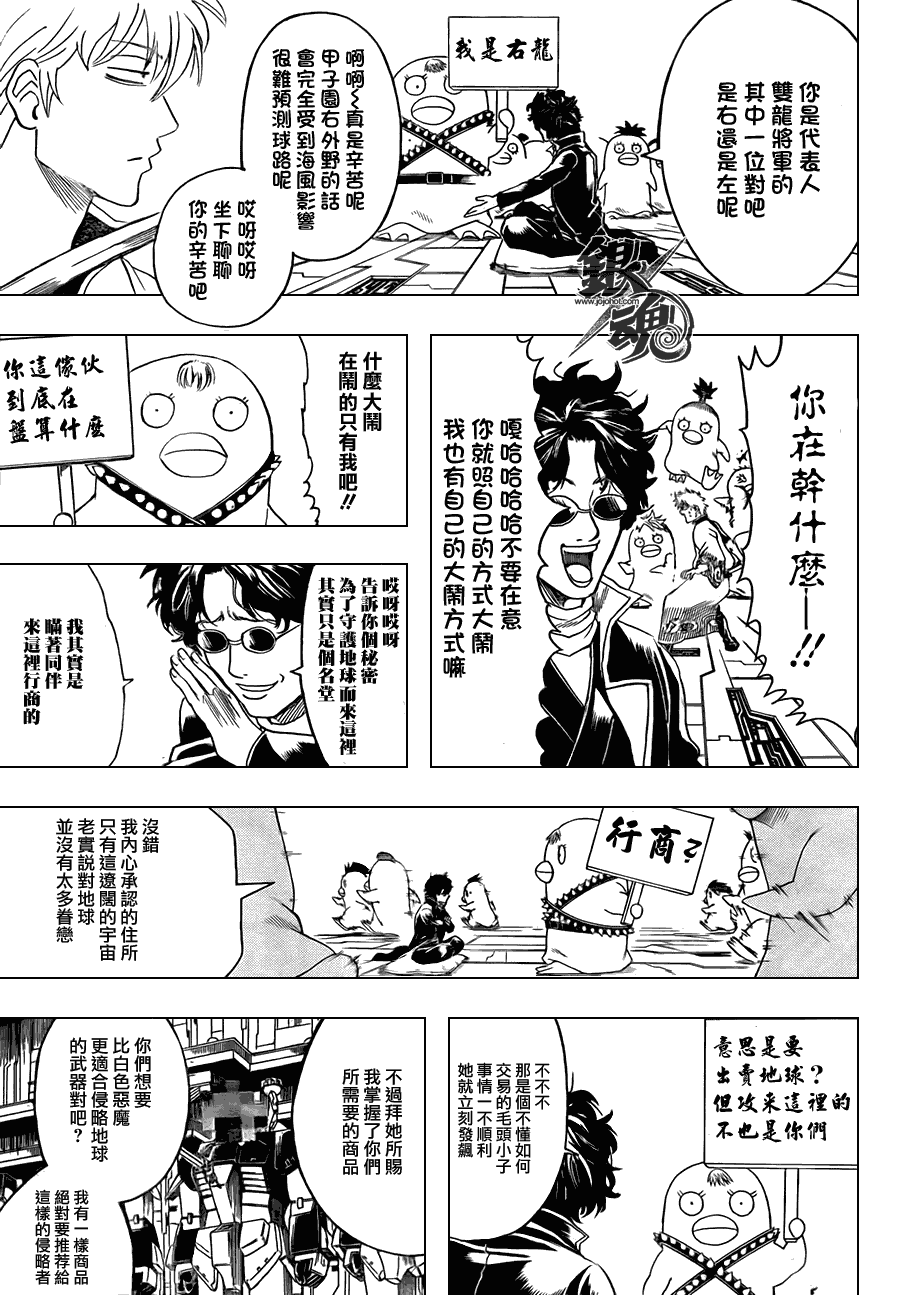 你是代表人
雙龍將軍的
其中一位對吧
是右還是左呢
我是右龍
啊啊～真是辛苦呢
甲子園右外野的話
會完全受到海風影響
很難預測球路呢
哎呀哎呀
坐下聊聊
你的辛苦吧
銀魂
www.jojohot.com
你在幹什麼—!!
嘎哈哈哈哈不要在意
你就照自己的方式大鬧
我也有自己的大鬧方式嘛
什麼大鬧
在鬧的只有我吧!!
你這傢伙
到底在
盤算什麼
哎呀哎呀
告訴你個秘密
為了守護地球而來這裡
其實只是個名堂
我其實是
瞞著同伴
來這裡行商的
行商？
沒錯
我內心承認的住所
只有這遼闊的宇宙
老實說對地球
並沒有太多眷戀
意思是要
出賣地球？
但攻來這裡的
不也是你們
不不不
那是個不懂如何
交易的毛頭小子
事情一不順利
她就立刻發飆
不過拜她所賜
我掌握了你們
所需要的商品
你們想要
比白色惡魔
更適合侵略地球
的武器對吧？
我有一樣商品
絕對要推荐給
這樣的侵略者